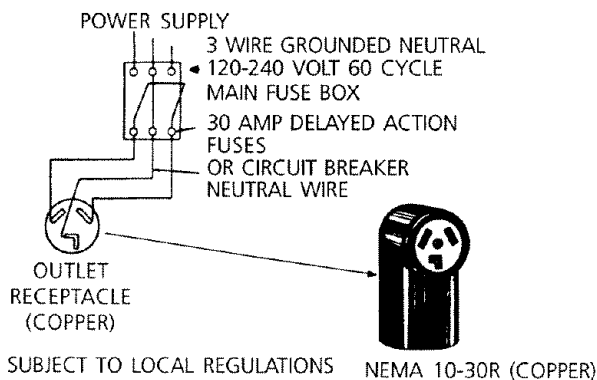 POWER SUPPLY
3 WIRE GROUNDED NEUTRAL
120-240 VOLT 60 CYCLE
MAIN FUSE BOX
30 AMP DELAYED ACTION
FUSES
OR CIRCUIT BREAKER
NEUTRAL WIRE
OUTLET
RECEPTACLE
(COPPER)
SUBJECT TO LOCAL REGULATIONS
NEMA 10-30R (COPPER)